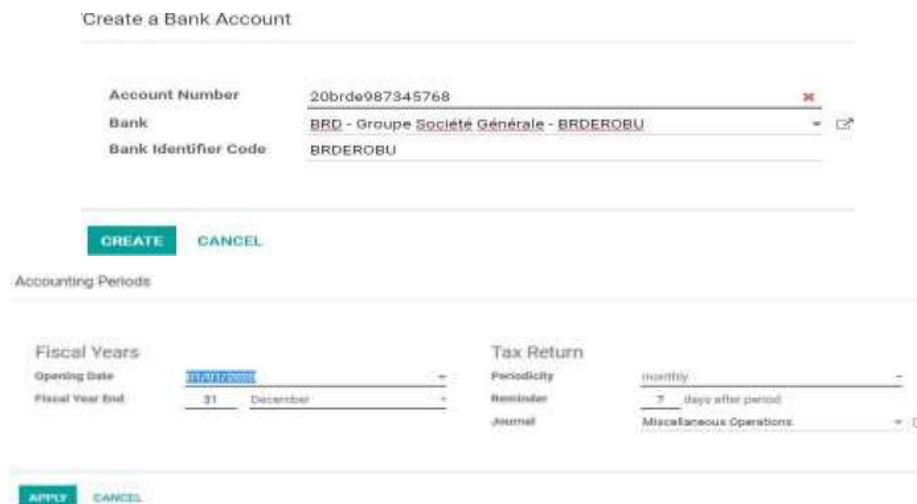 Create a Bank Account
Account Number 20brde987345768
Bank BRD - Groupe Société Générale - BRDEROBU
Bank Identifier Code BRDEROBU
CREATE CANCEL
Accounting Periods
Fiscal Years Tax Return
Opening Date Periodicity monthly
Fiscal Year End 31 December Reminder 7 days after period
Journal Miscellaneous Operations
APPLY CANCEL